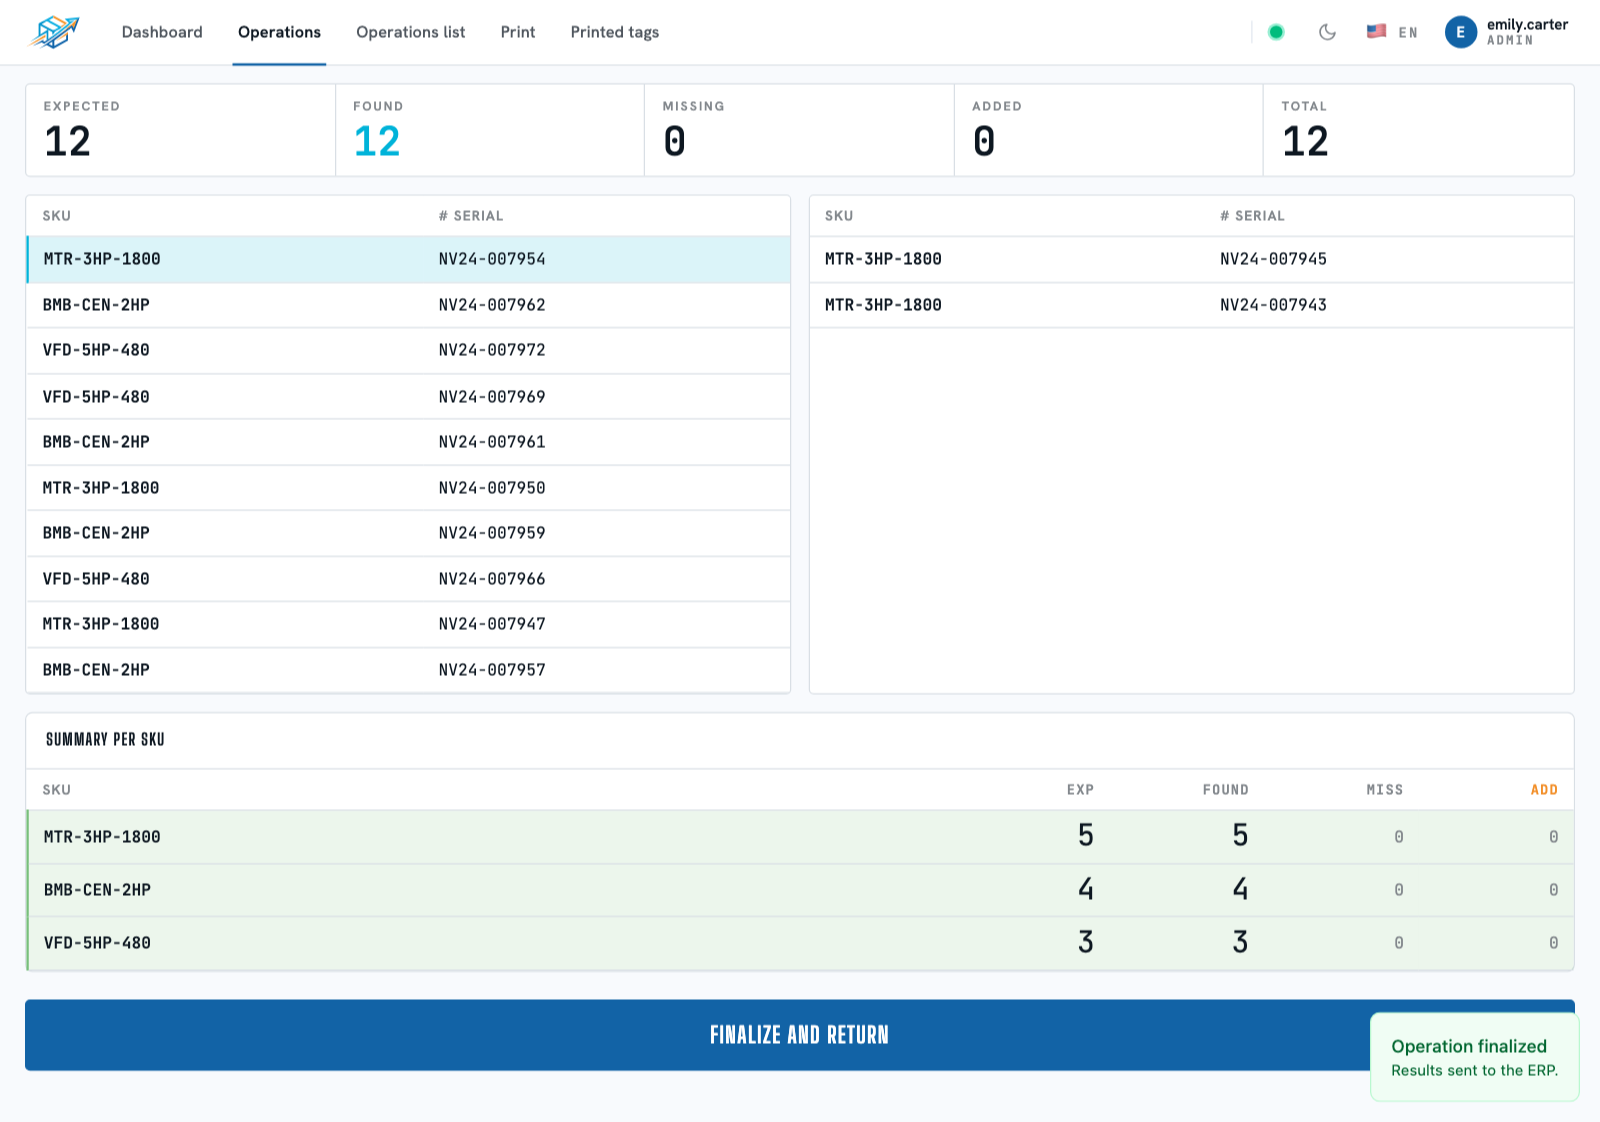 Dashboard Operations Operations list Print Printed tags EN E emily.carter
ADMIN
EXPECTED FOUND MISSING ADDED TOTAL
12 12 0 0 12
SKU # SERIAL
MTR-3HP-1800 NV24-007954
BMB-CEN-2HP NV24-007962
VFD-5HP-480 NV24-007972
VFD-5HP-480 NV24-007969
BMB-CEN-2HP NV24-007961
MTR-3HP-1800 NV24-007950
BMB-CEN-2HP NV24-007959
VFD-5HP-480 NV24-007966
MTR-3HP-1800 NV24-007947
BMB-CEN-2HP NV24-007957
SKU # SERIAL
MTR-3HP-1800 NV24-007945
MTR-3HP-1800 NV24-007943
SUMMARY PER SKU
SKU EXP FOUND MISS ADD
MTR-3HP-1800 5 5 0 0
BMB-CEN-2HP 4 4 0 0
VFD-5HP-480 3 3 0 0
FINALIZE AND RETURN
Operation finalized
Results sent to the ERP.